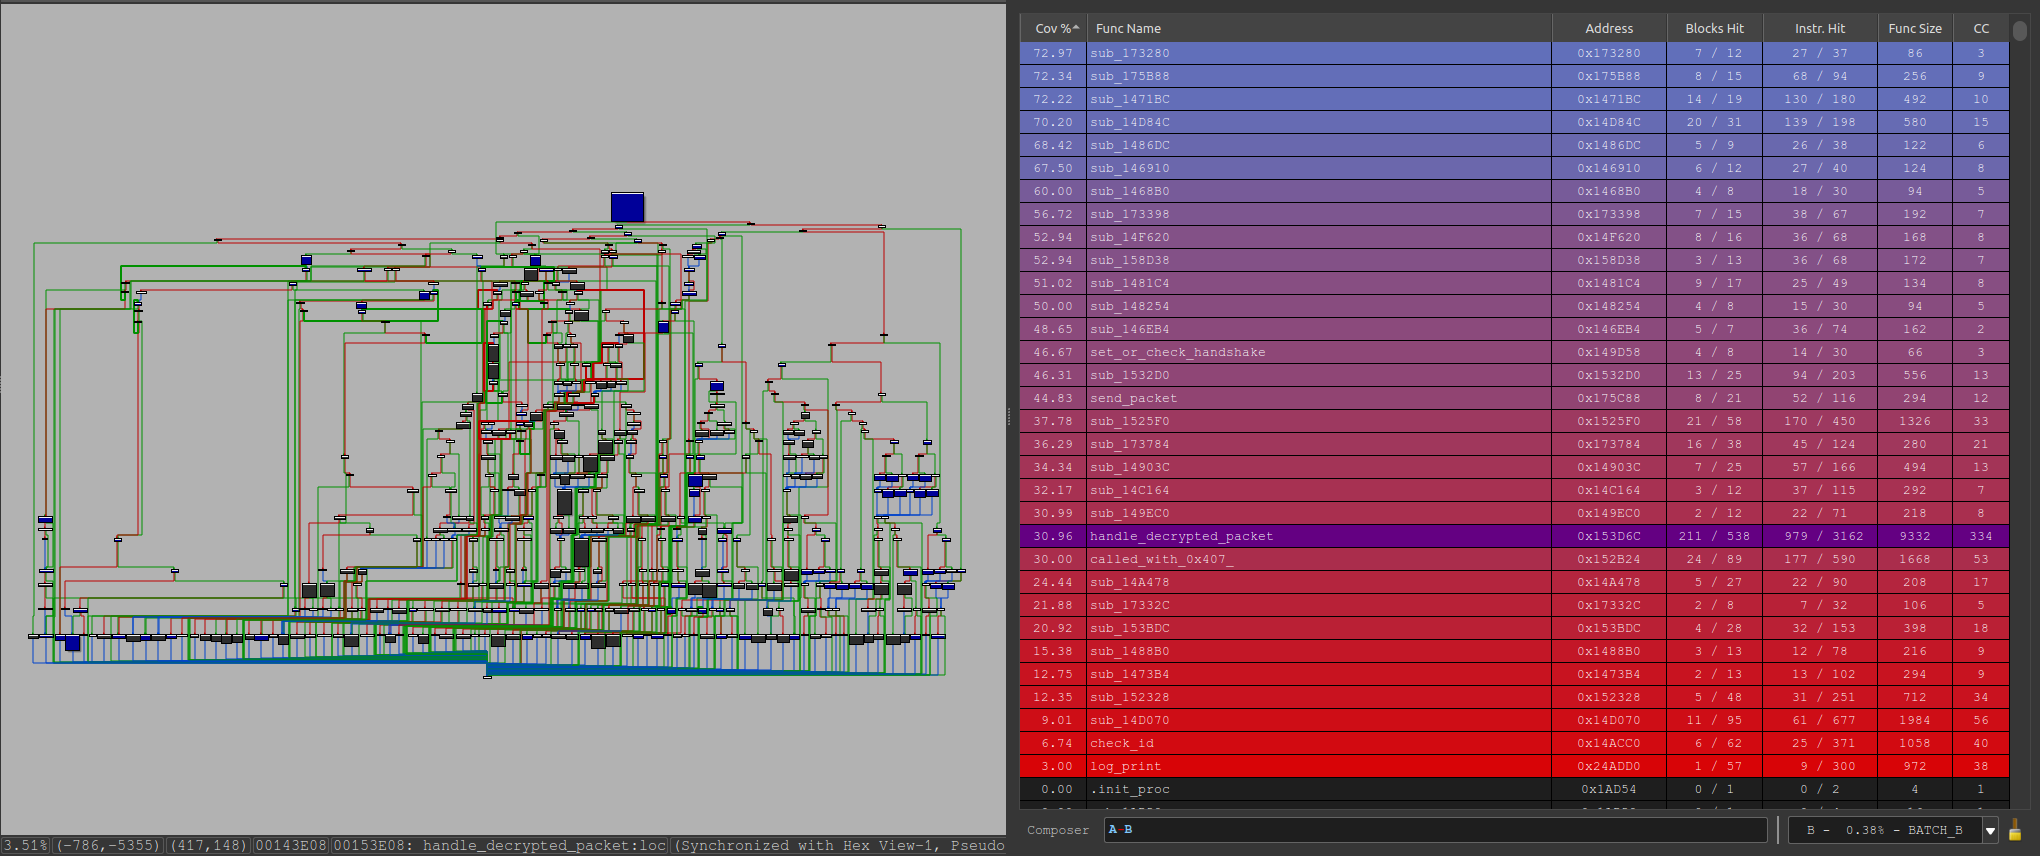 Cov % Func Name Address Blocks Hit Instr. Hit Func Size CC
72.97 sub_173280 0x173280 7 / 12 27 / 37 86 3
72.34 sub_175B88 0x175B88 8 / 15 68 / 94 256 9
72.22 sub_1471BC 0x1471BC 14 / 19 130 / 180 492 10
70.20 sub_14D84C 0x14D84C 20 / 31 139 / 198 580 15
68.42 sub_1486DC 0x1486DC 5 / 9 26 / 38 122 6
67.50 sub_146910 0x146910 6 / 12 27 / 40 124 8
60.00 sub_1468B0 0x1468B0 4 / 8 18 / 30 94 5
56.72 sub_173398 0x173398 7 / 15 38 / 67 192 7
52.94 sub_14F620 0x14F620 8 / 16 36 / 68 168 8
52.94 sub_158D38 0x158D38 3 / 13 36 / 68 172 7
51.02 sub_1481C4 0x1481C4 9 / 17 25 / 49 134 8
50.00 sub_148254 0x148254 4 / 8 15 / 30 94 5
48.65 sub_146EB4 0x146EB4 5 / 7 36 / 74 162 2
46.67 set_or_check_handshake 0x149D58 4 / 8 14 / 30 66 3
46.31 sub_1532D0 0x1532D0 13 / 25 94 / 203 556 13
44.83 send_packet 0x175C88 8 / 21 52 / 116 294 12
37.78 sub_1525F0 0x1525F0 21 / 58 170 / 450 1326 33
36.29 sub_173784 0x173784 16 / 38 45 / 124 280 21
34.34 sub_14903C 0x14903C 7 / 25 57 / 166 494 13
32.17 sub_14C164 0x14C164 3 / 12 37 / 115 292 7
30.99 sub_149EC0 0x149EC0 2 / 12 22 / 71 218 8
30.96 handle_decrypted_packet 0x153D6C 211 / 538 979 / 3162 9332 334
30.00 called_with_0x407_ 0x152B24 24 / 89 177 / 590 1668 53
24.44 sub_14A478 0x14A478 5 / 27 22 / 90 208 17
21.88 sub_17332C 0x17332C 2 / 8 7 / 32 106 5
20.92 sub_153BDC 0x153BDC 4 / 28 32 / 153 398 18
15.38 sub_1488B0 0x1488B0 3 / 13 12 / 78 216 9
12.75 sub_1473B4 0x1473B4 2 / 13 13 / 102 294 9
12.35 sub_152328 0x152328 5 / 48 31 / 251 712 34
9.01 sub_14D070 0x14D070 11 / 95 61 / 677 1984 56
6.74 check_id 0x14ACC0 6 / 62 25 / 371 1058 40
3.00 log_print 0x24ADD0 1 / 57 9 / 300 972 38
0.00 .init_proc 0x1AD54 0 / 1 0 / 2 4 1
Composer A-B B - 0.38% - BATCH_B
3.51% (-786,-5355) (417,148) 00143E08 00153E08: handle_decrypted_packet:loc (Synchronized with Hex View-1, Pseudo